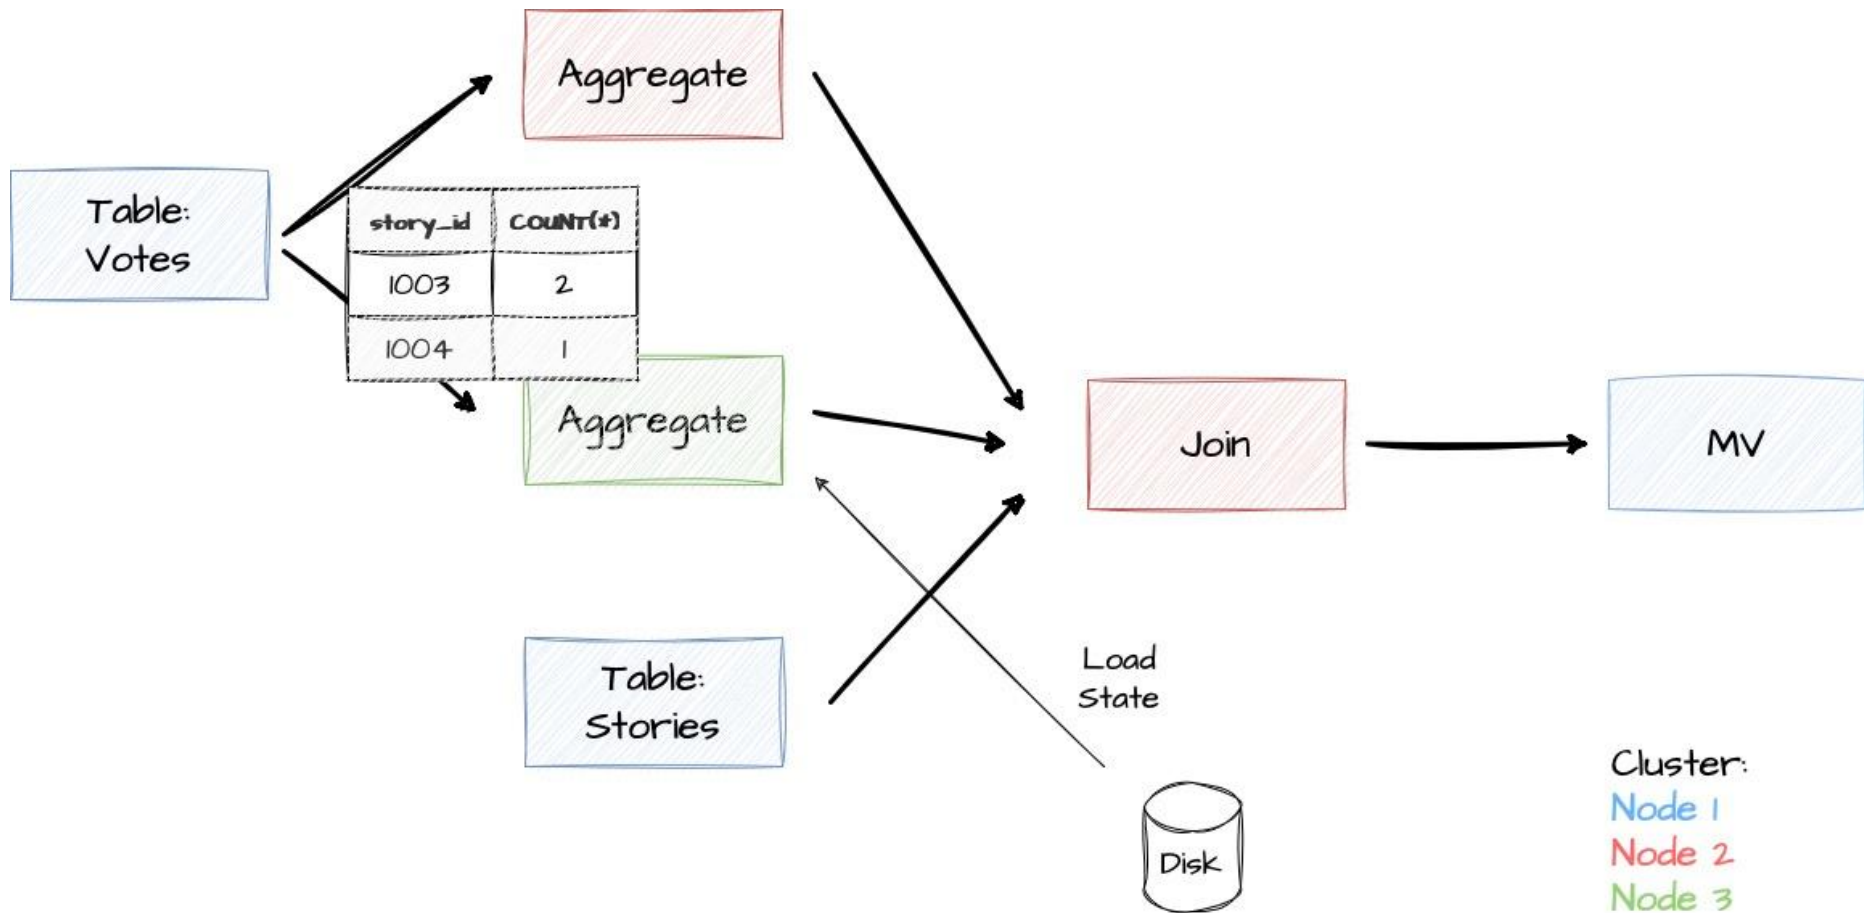 Aggregate
Table:
Votes
story_id COUNT(*)
1003 2
1004 1
Aggregate
Join
MV
Table:
Stories
Load
State
Disk
Cluster:
Node 1
Node 2
Node 3